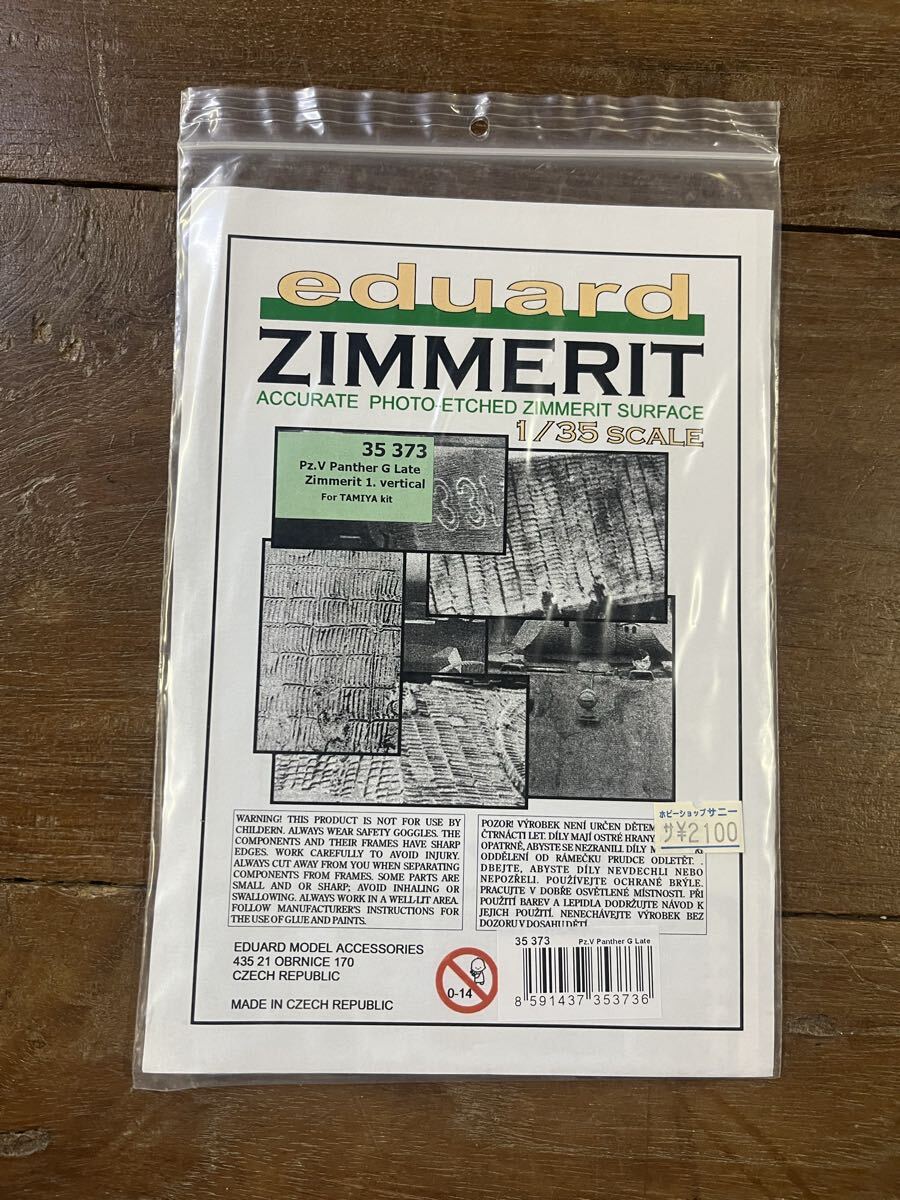 eduard
ZIMMERIT
ACCURATE PHOTO-ETCHED ZIMMERIT SURFACE
1/35 SCALE
35 373
Pz.V Panther G Late
Zimmerit 1. vertical
For TAMIYA kit
WARNING! THIS PRODUCT IS NOT FOR USE BY
CHILDERN. ALWAYS WEAR SAFETY GOGGLES. THE
COMPONENTS AND THEIR FRAMES HAVE SHARP
EDGES. WORK CAREFULLY TO AVOID INJURY.
ALWAYS CUT AWAY FROM YOU WHEN SEPARATING
COMPONENTS FROM FRAMES. SOME PARTS ARE
SMALL AND OR SHARP; AVOID INHALING OR
SWALLOWING. ALWAYS WORK IN A WELL-LIT AREA.
FOLLOW MANUFACTURER'S INSTRUCTIONS FOR
THE USE OF GLUE AND PAINTS.
POZOR! VÝROBEK NENÍ URČEN DĚTEM
ČTRNÁCTI LET. DÍLY MAJÍ OSTRÉ HRANY
OPATRNĚ, ABYSTE SE NEZRANILI. DÍLY
ODDĚLENÍ OD RÁMEČKU PRUDCE ODLETĚT. .
DBEJTE, ABYSTE DÍLY NEVDECHLI NEBO
NEPOZŘELI. POUŽÍVEJTE OCHRANÉ BRÝLE.
PRACUJTE V DOBŘE OSVĚTLENÉ MÍSTNOSTI. PŘI
POUŽITÍ BAREV A LEPIDLA DODRŽUJTE NÁVOD K
JEJICH POUŽITÍ. NENECHÁVEJTE VÝROBEK BEZ
DOZORU V DOSAHU DĚTÍ
ホビーショップサニー
サ¥2100
EDUARD MODEL ACCESSORIES
435 21 OBRNICE 170
CZECH REPUBLIC
MADE IN CZECH REPUBLIC
0-14
35 373 Pz.V Panther G Late
8 591437 353736